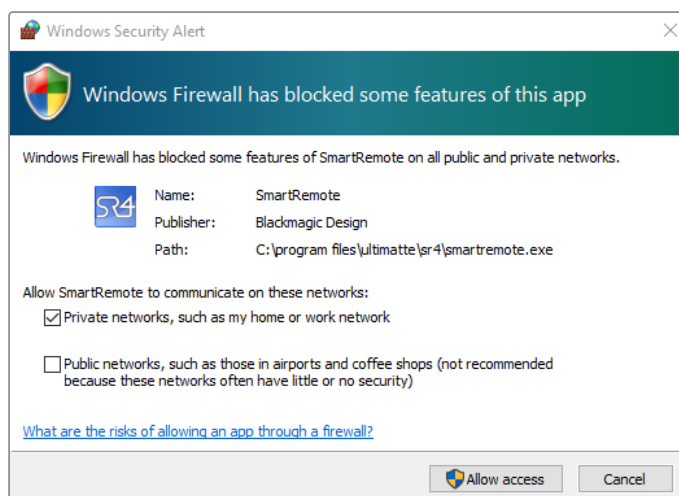 Windows Security Alert
Windows Firewall has blocked some features of this app
Windows Firewall has blocked some features of SmartRemote on all public and private networks.
SR4
Name: SmartRemote
Publisher: Blackmagic Design
Path: C:\program files\ultimatte\sr4\smartremote.exe
Allow SmartRemote to communicate on these networks:
Private networks, such as my home or work network
Public networks, such as those in airports and coffee shops (not recommended
because these networks often have little or no security)
What are the risks of allowing an app through a firewall?
Allow access Cancel